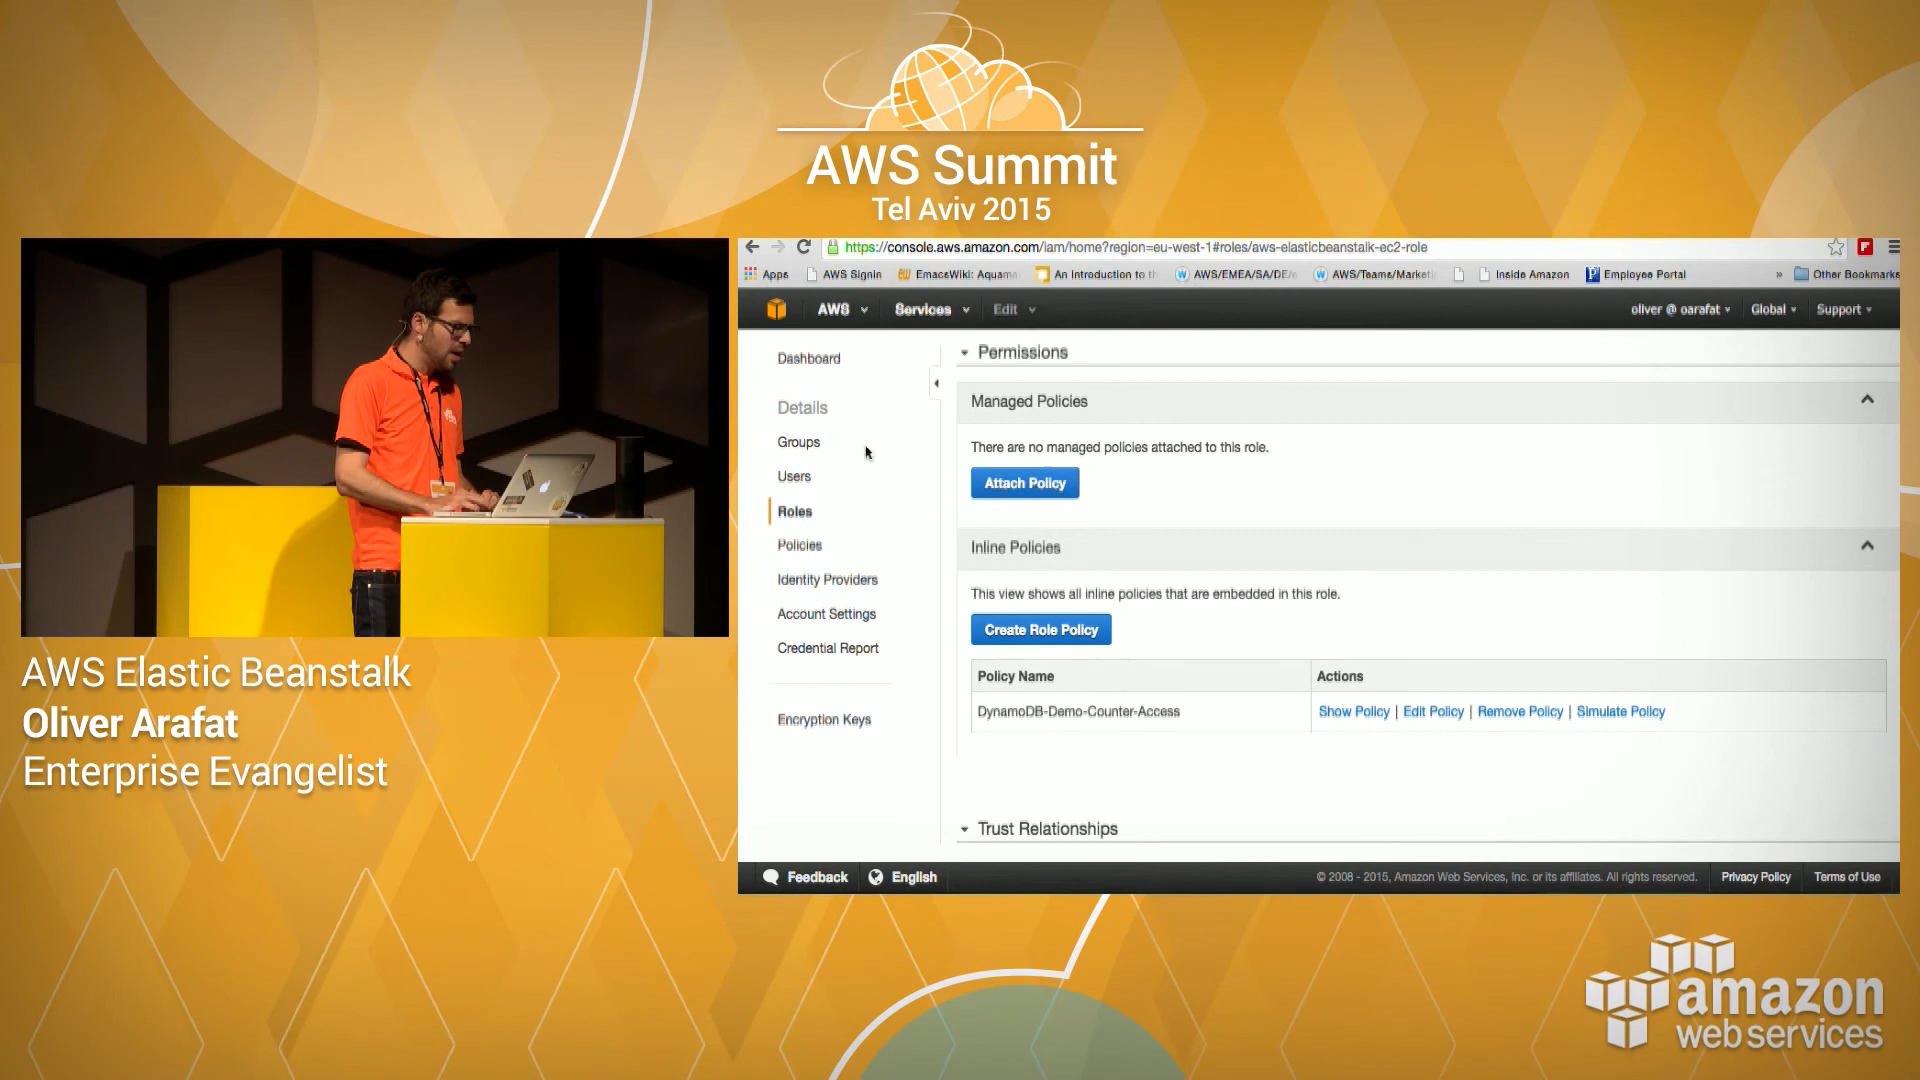 AWS Summit
Tel Aviv 2015
https://console.aws.amazon.com/iam/home?region=eu-west-1#roles/aws-elasticbeanstalk-ec2-role
Apps AWS Signin EmacsWiki: Aquama An Introduction to th AWS/EMEA/SA/DE/ AWS/Teams/Market Inside Amazon Employee Portal » Other Bookmarks
AWS Services Edit oliver @ oarafat Global Support
Dashboard
Details
Groups
Users
Roles
Policies
Identity Providers
Account Settings
Credential Report
Encryption Keys
Permissions
Managed Policies
There are no managed policies attached to this role.
Attach Policy
Inline Policies
This view shows all inline policies that are embedded in this role.
Create Role Policy
Policy Name Actions
DynamoDB-Demo-Counter-Access Show Policy | Edit Policy | Remove Policy | Simulate Policy
Trust Relationships
Feedback English © 2008 - 2015, Amazon Web Services, Inc. or its affiliates. All rights reserved. Privacy Policy Terms of Use
AWS Elastic Beanstalk
Oliver Arafat
Enterprise Evangelist
amazon
web services